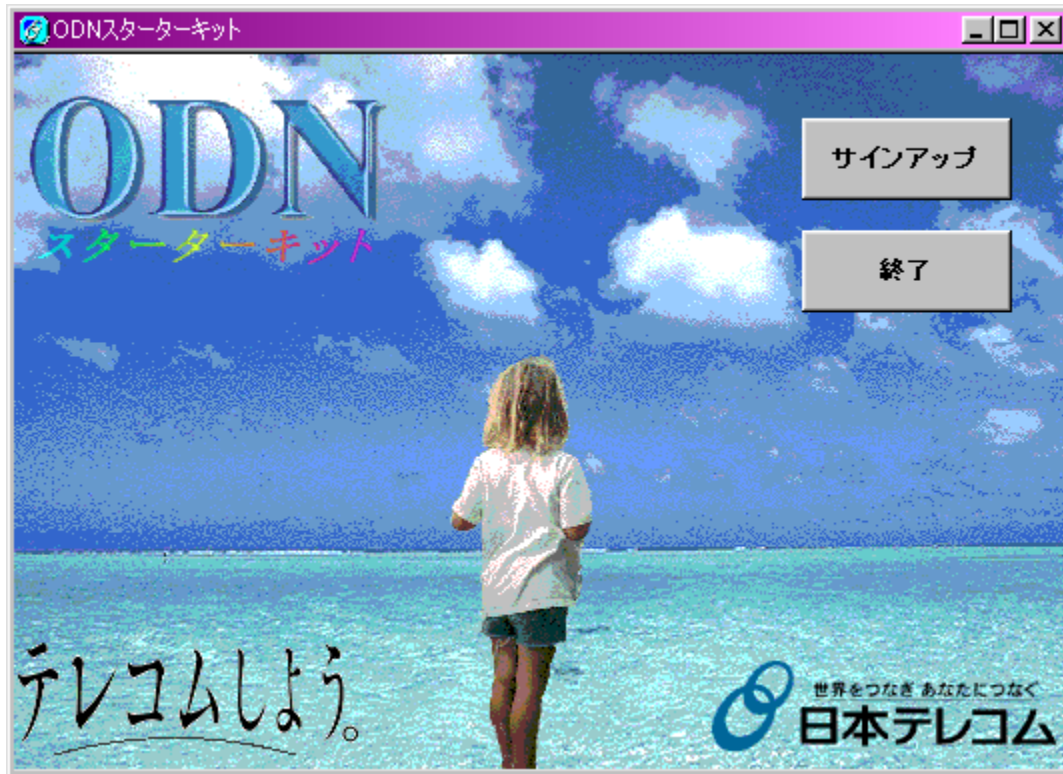 ODNスターターキット
ODN
スターターキット
サインアップ
終了
テレコムしよう。
世界をつなぎ あなたにつなぐ
日本テレコム